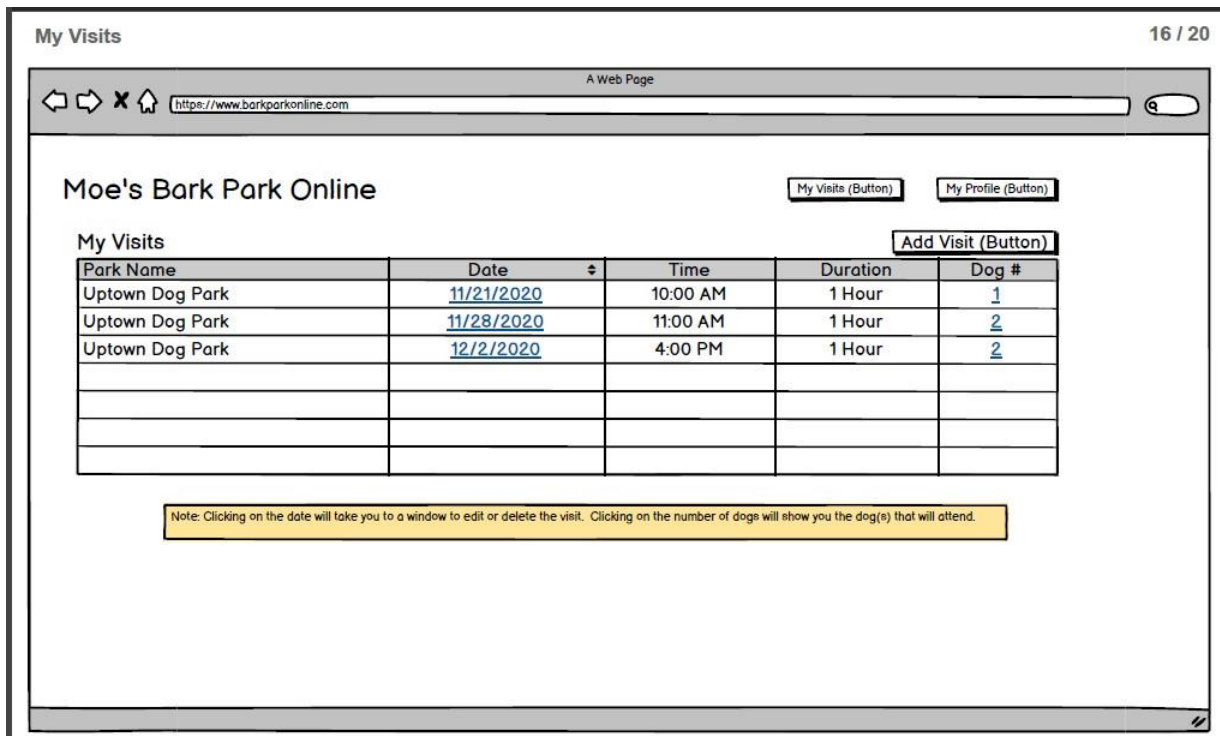 My Visits 16 / 20
A Web Page
https://www.barkparkonline.com
Moe's Bark Park Online My Visits (Button) My Profile (Button)
My Visits Add Visit (Button)
Park Name Date Time Duration Dog #
Uptown Dog Park 11/21/2020 10:00 AM 1 Hour 1
Uptown Dog Park 11/28/2020 11:00 AM 1 Hour 2
Uptown Dog Park 12/2/2020 4:00 PM 1 Hour 2
Note: Clicking on the date will take you to a window to edit or delete the visit. Clicking on the number of dogs will show you the dog(s) that will attend.